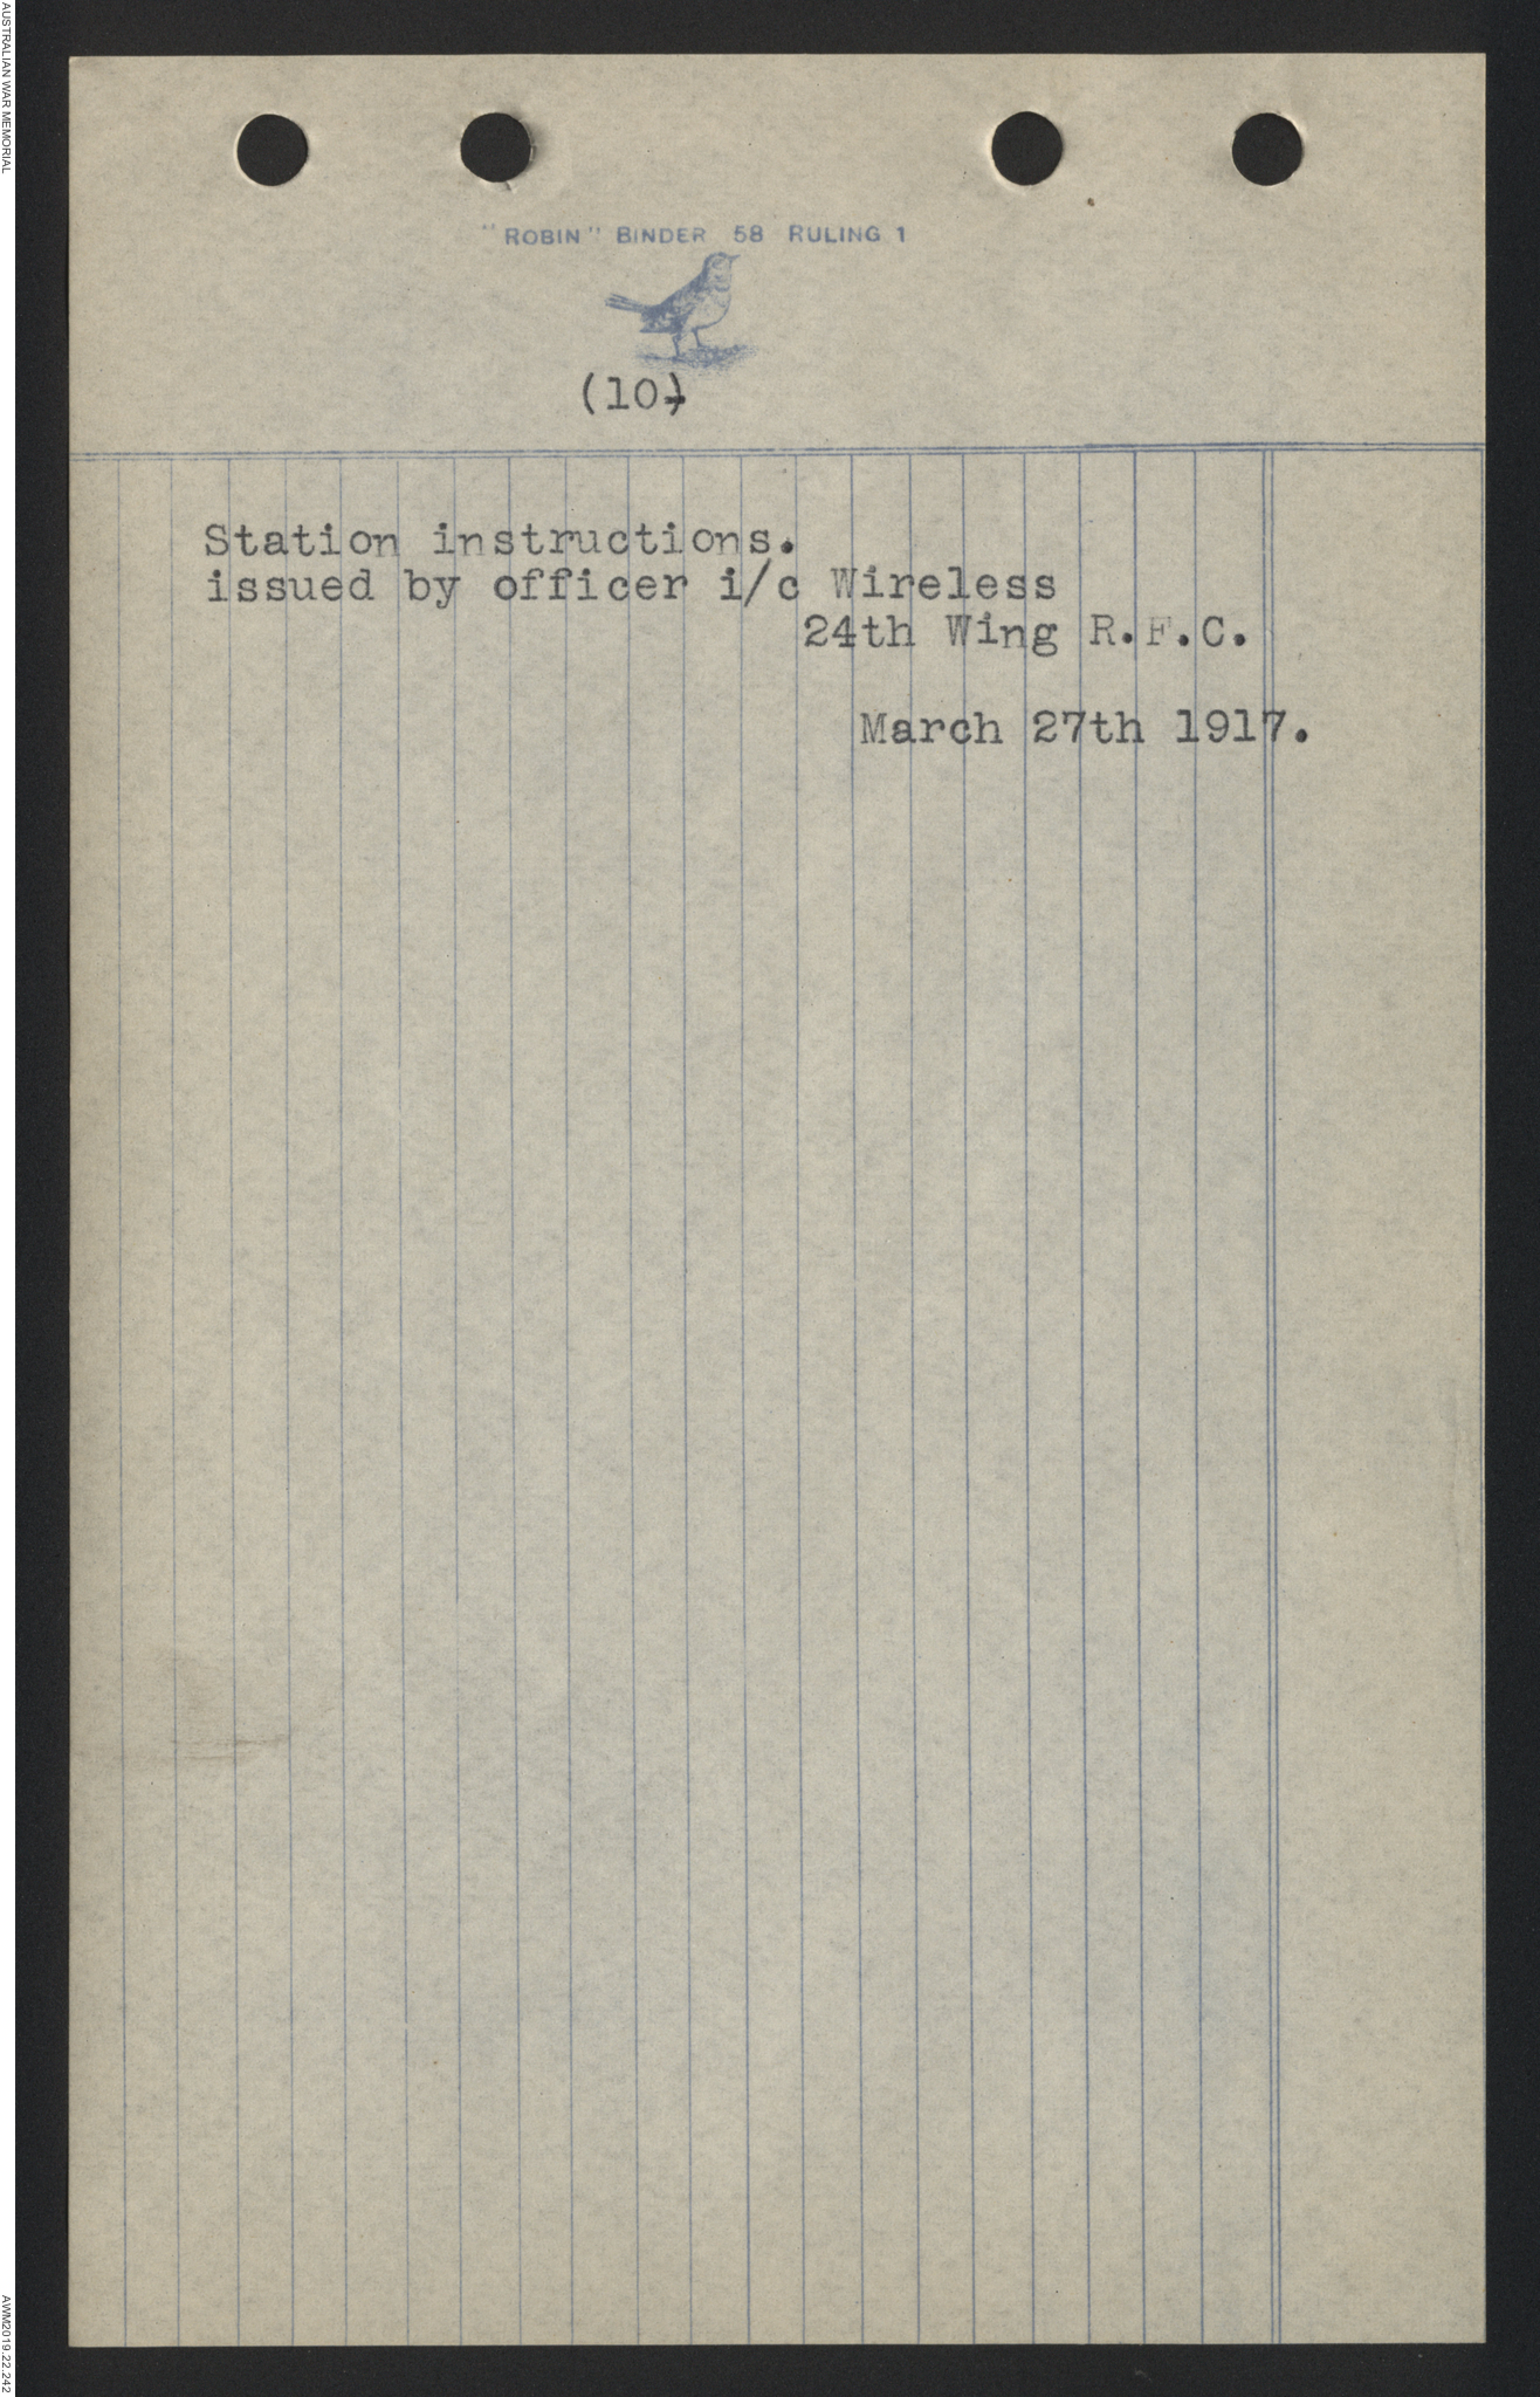 "ROBIN" BINDER 58 RULING 1
(10)
Station instructions.
issued by officer i/c Wireless
24th Wing R.F.C.
March 27th 1917.
AUSTRALIAN WAR MEMORIAL
AWM2019.22.242